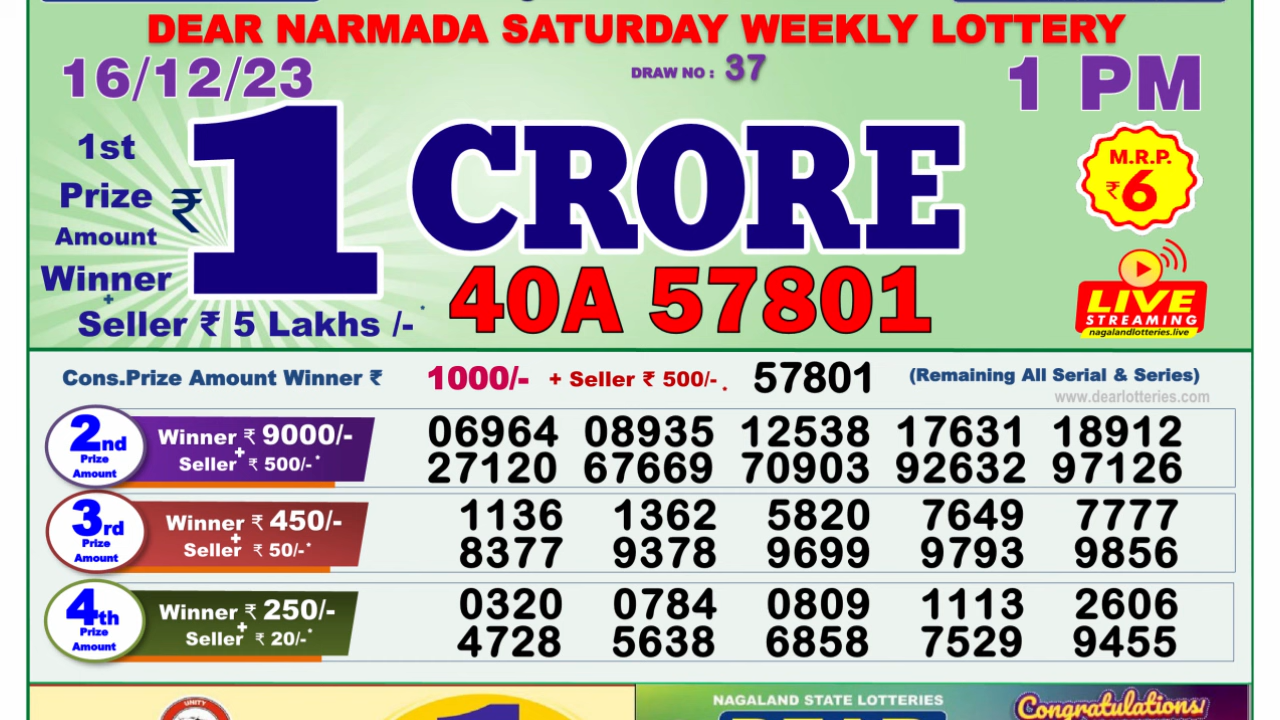 DEAR NARMADA SATURDAY WEEKLY LOTTERY
16/12/23
DRAW NO : 37
1 PM
1st
Prize
Amount
Winner
+
Seller ₹ 5 Lakhs /-*
₹ 1 CRORE
40A 57801
M.R.P.
₹6
LIVE
STREAMING
nagalandlotteries.live
Cons.Prize Amount Winner ₹ 1000/- + Seller ₹ 500/- . 57801 (Remaining All Serial & Series)
www.dearlotteries.com
2nd
Prize
Amount
Winner ₹ 9000/-
+
Seller ₹ 500/-*
06964 08935 12538 17631 18912
27120 67669 70903 92632 97126
3rd
Prize
Amount
Winner ₹ 450/-
+
Seller ₹ 50/-*
1136 1362 5820 7649 7777
8377 9378 9699 9793 9856
4th
Prize
Amount
Winner ₹ 250/-
+
Seller ₹ 20/-*
0320 0784 0809 1113 2606
4728 5638 6858 7529 9455
UNITY
1
NAGALAND STATE LOTTERIES
DEAR
Congratulations!